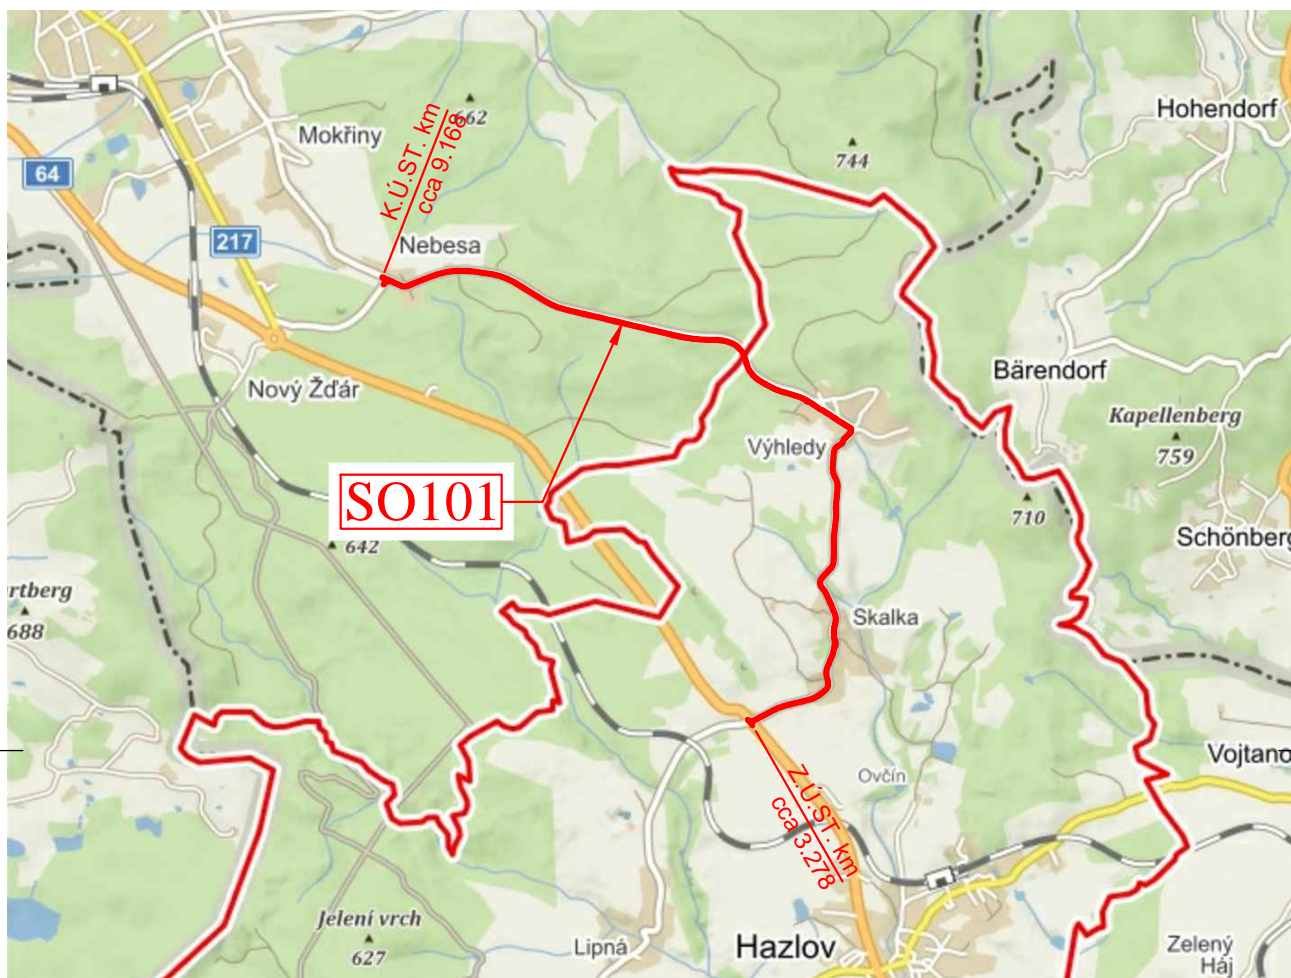 Hohendorf
662
Mokřiny
K.Ú.ST. km
cca 9.168
744
64
217
Nebesa
Bärendorf
Nový Žďár
Kapellenberg
759
Výhledy
SO101
710
642
Schönberg
rtberg
688
Skalka
Vojtano
Ovčín
Z.Ú.ST. km
cca 3.278
Jelení vrch
627
Lipná
Hazlov
Zelený
Háj